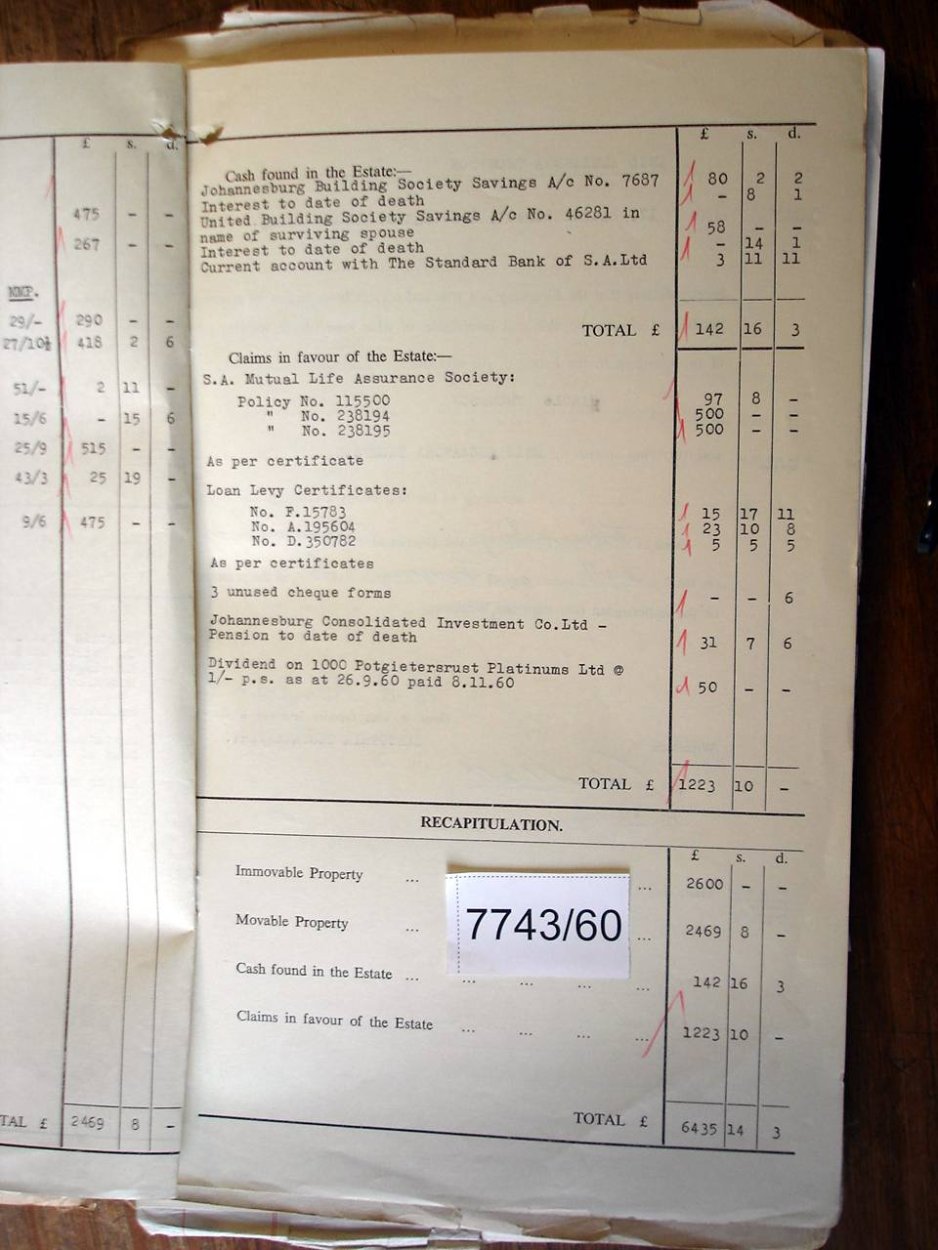 £ s. d.
475 - -
267 - -
NMP.
29/- 290 - -
27/10½ 418 2 6
51/- 2 11 -
15/6 - 15 6
25/9 515 - -
43/3 25 19 -
9/6 475 - -
TAL £ 2469 8 -
£ s. d.
Cash found in the Estate:—
Johannesburg Building Society Savings A/c No. 7687 80 2 2
Interest to date of death - 8 1
United Building Society Savings A/c No. 46281 in
name of surviving spouse 58 - -
Interest to date of death - 14 1
Current account with The Standard Bank of S.A.Ltd 3 11 11
TOTAL £ 142 16 3
Claims in favour of the Estate:—
S.A. Mutual Life Assurance Society:
Policy No. 115500 97 8 -
" No. 238194 500 - -
" No. 238195 500 - -
As per certificate
Loan Levy Certificates:
No. F.15783 15 17 11
No. A.195604 23 10 8
No. D.350782 5 5 5
As per certificates
3 unused cheque forms - - 6
Johannesburg Consolidated Investment Co.Ltd -
Pension to date of death 31 7 6
Dividend on 1000 Potgietersrust Platinums Ltd @
1/- p.s. as at 26.9.60 paid 8.11.60 50 - -
TOTAL £ 1223 10 -
RECAPITULATION.
£ s. d.
Immovable Property ... ... 2600 - -
Movable Property ... ... 2469 8 -
7743/60
Cash found in the Estate ... ... ... ... ... 142 16 3
Claims in favour of the Estate ... ... ... ... 1223 10 -
TOTAL £ 6435 14 3